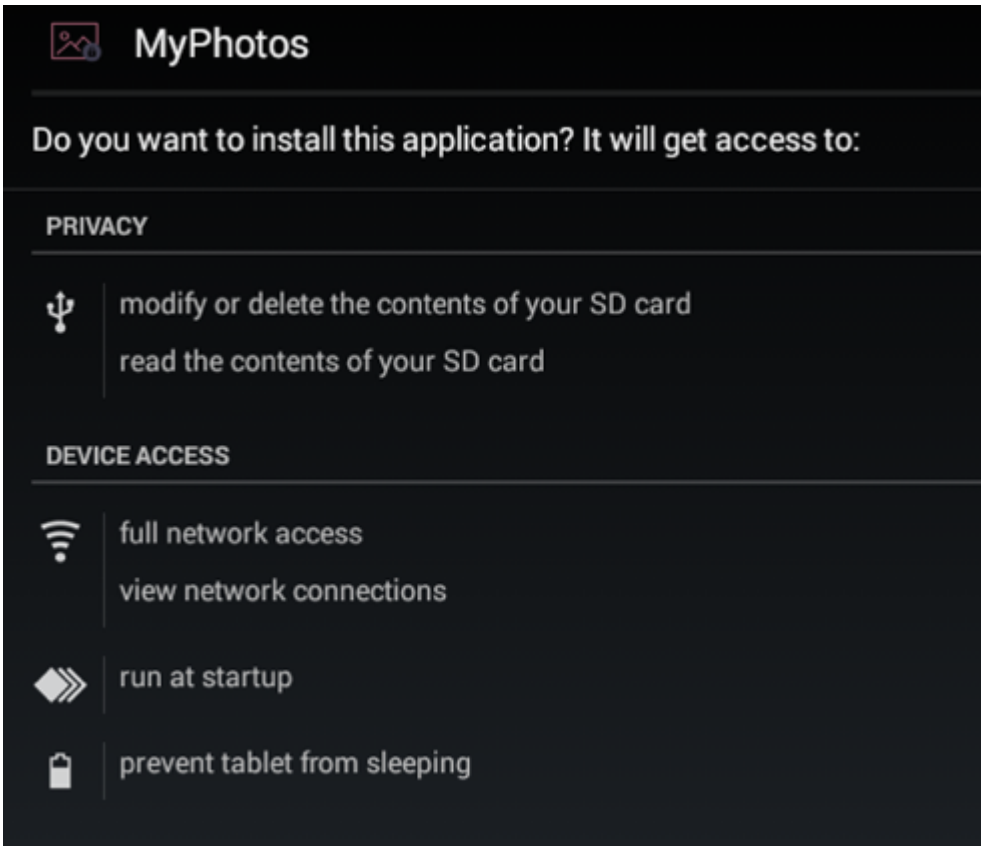 MyPhotos
Do you want to install this application? It will get access to:
PRIVACY
modify or delete the contents of your SD card
read the contents of your SD card
DEVICE ACCESS
full network access
view network connections
run at startup
prevent tablet from sleeping